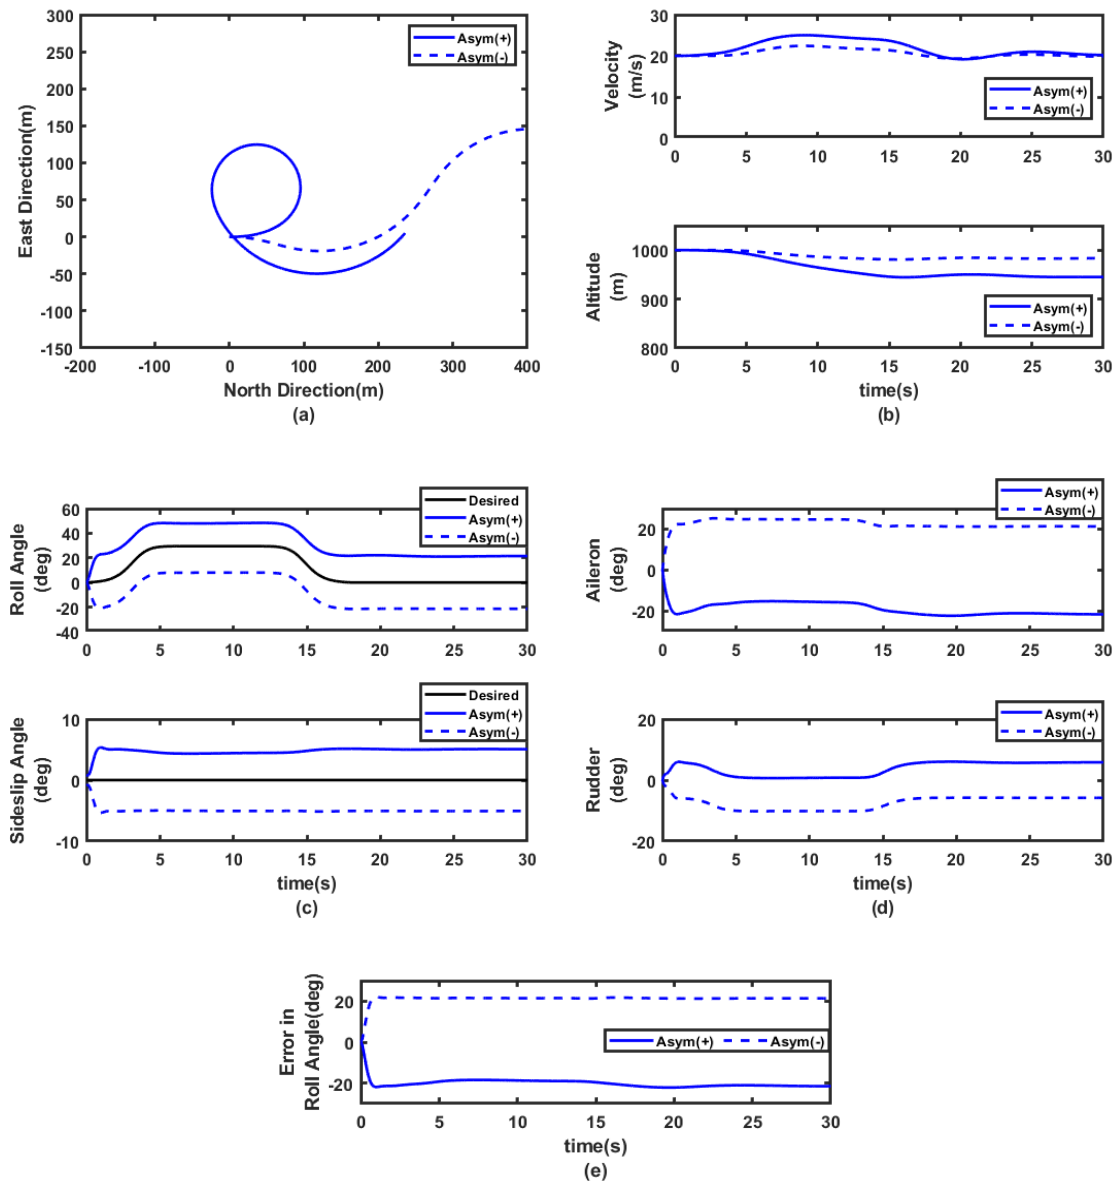 300
250
200
150
100
50
0
-50
-100
-150
East Direction(m)
Asym(+)
Asym(-)
-200 -100 0 100 200 300 400
North Direction(m)
(a)
30
20
10
0
Velocity
(m/s)
Asym(+)
Asym(-)
0 5 10 15 20 25 30
1000
900
800
Altitude
(m)
Asym(+)
Asym(-)
0 5 10 15 20 25 30
time(s)
(b)
60
40
20
0
-20
-40
Roll Angle
(deg)
Desired
Asym(+)
Asym(-)
0 5 10 15 20 25 30
10
0
-10
Sideslip Angle
(deg)
Desired
Asym(+)
Asym(-)
0 5 10 15 20 25 30
time(s)
(c)
20
0
-20
Aileron
(deg)
Asym(+)
Asym(-)
0 5 10 15 20 25 30
20
0
-20
Rudder
(deg)
Asym(+)
Asym(-)
0 5 10 15 20 25 30
time(s)
(d)
20
0
-20
Error in
Roll Angle(deg)
Asym(+) Asym(-)
0 5 10 15 20 25 30
time(s)
(e)